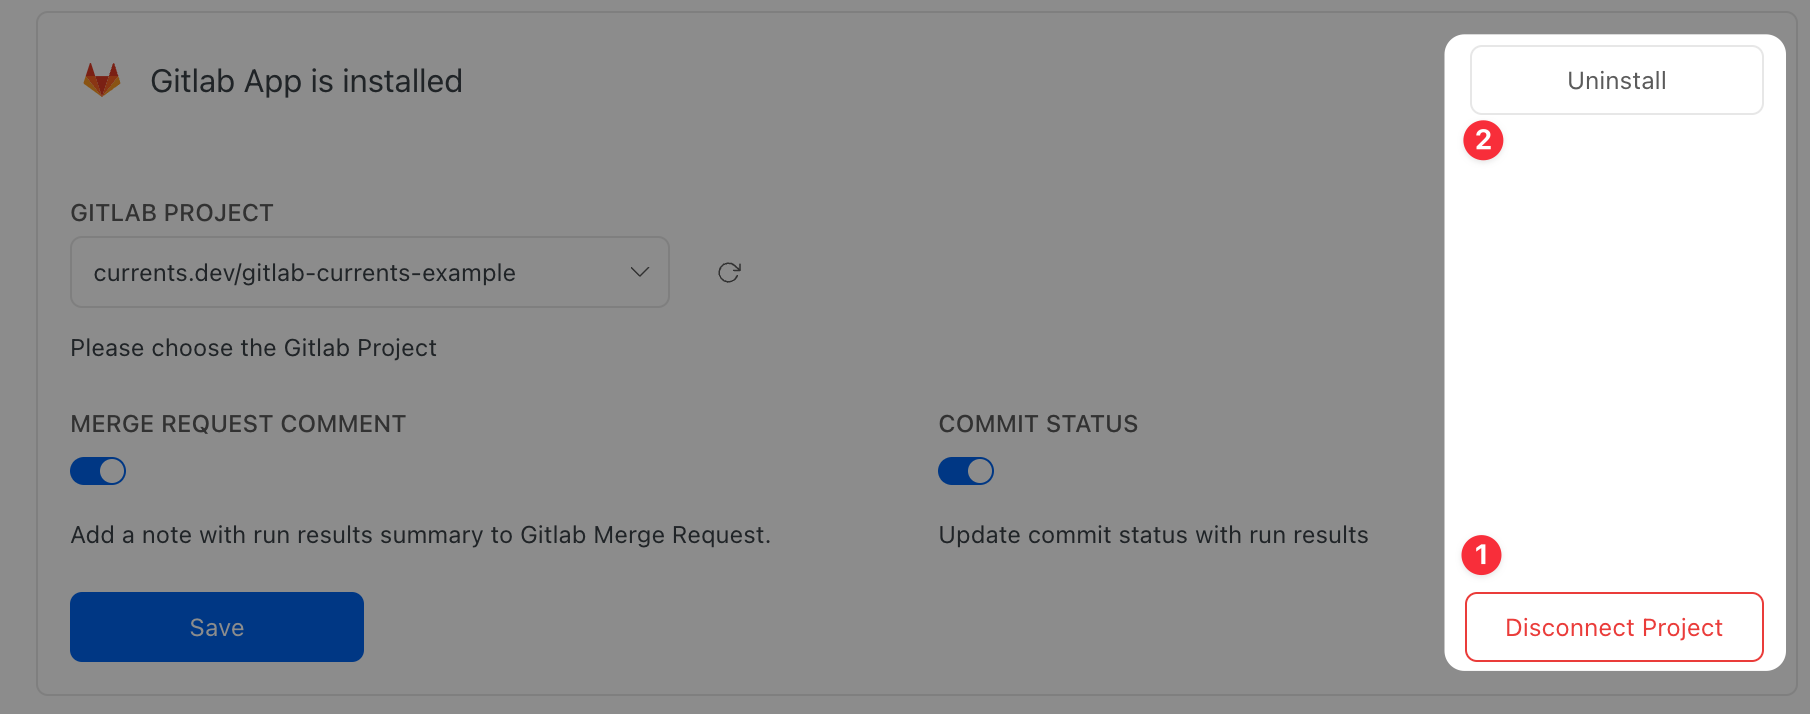 Gitlab App is installed
Uninstall
2
GITLAB PROJECT
currents.dev/gitlab-currents-example
Please choose the Gitlab Project
MERGE REQUEST COMMENT
COMMIT STATUS
Add a note with run results summary to Gitlab Merge Request.
Update commit status with run results
1
Save
Disconnect Project